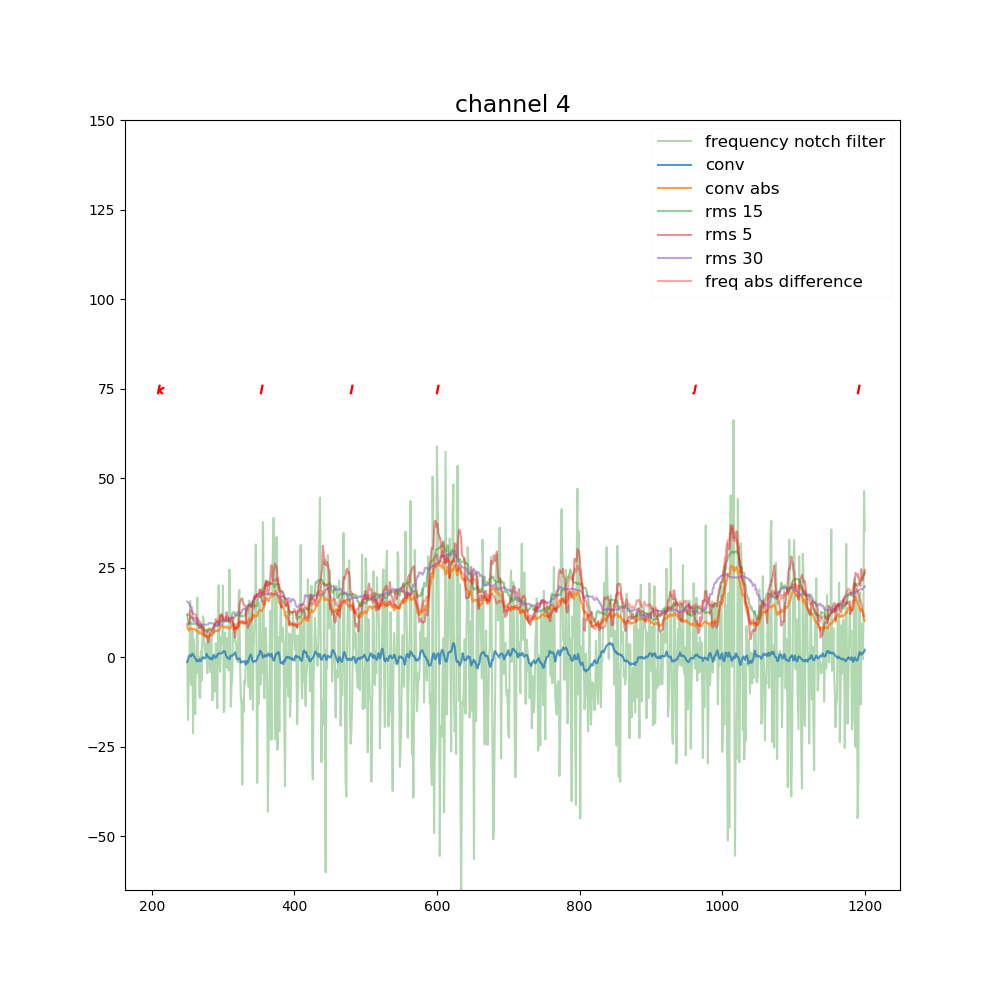 channel 4
150
frequency notch filter
conv
conv abs
rms 15
rms 5
rms 30
freq abs difference
125
100
75
k l l l j l
50
25
0
−25
−50
200 400 600 800 1000 1200